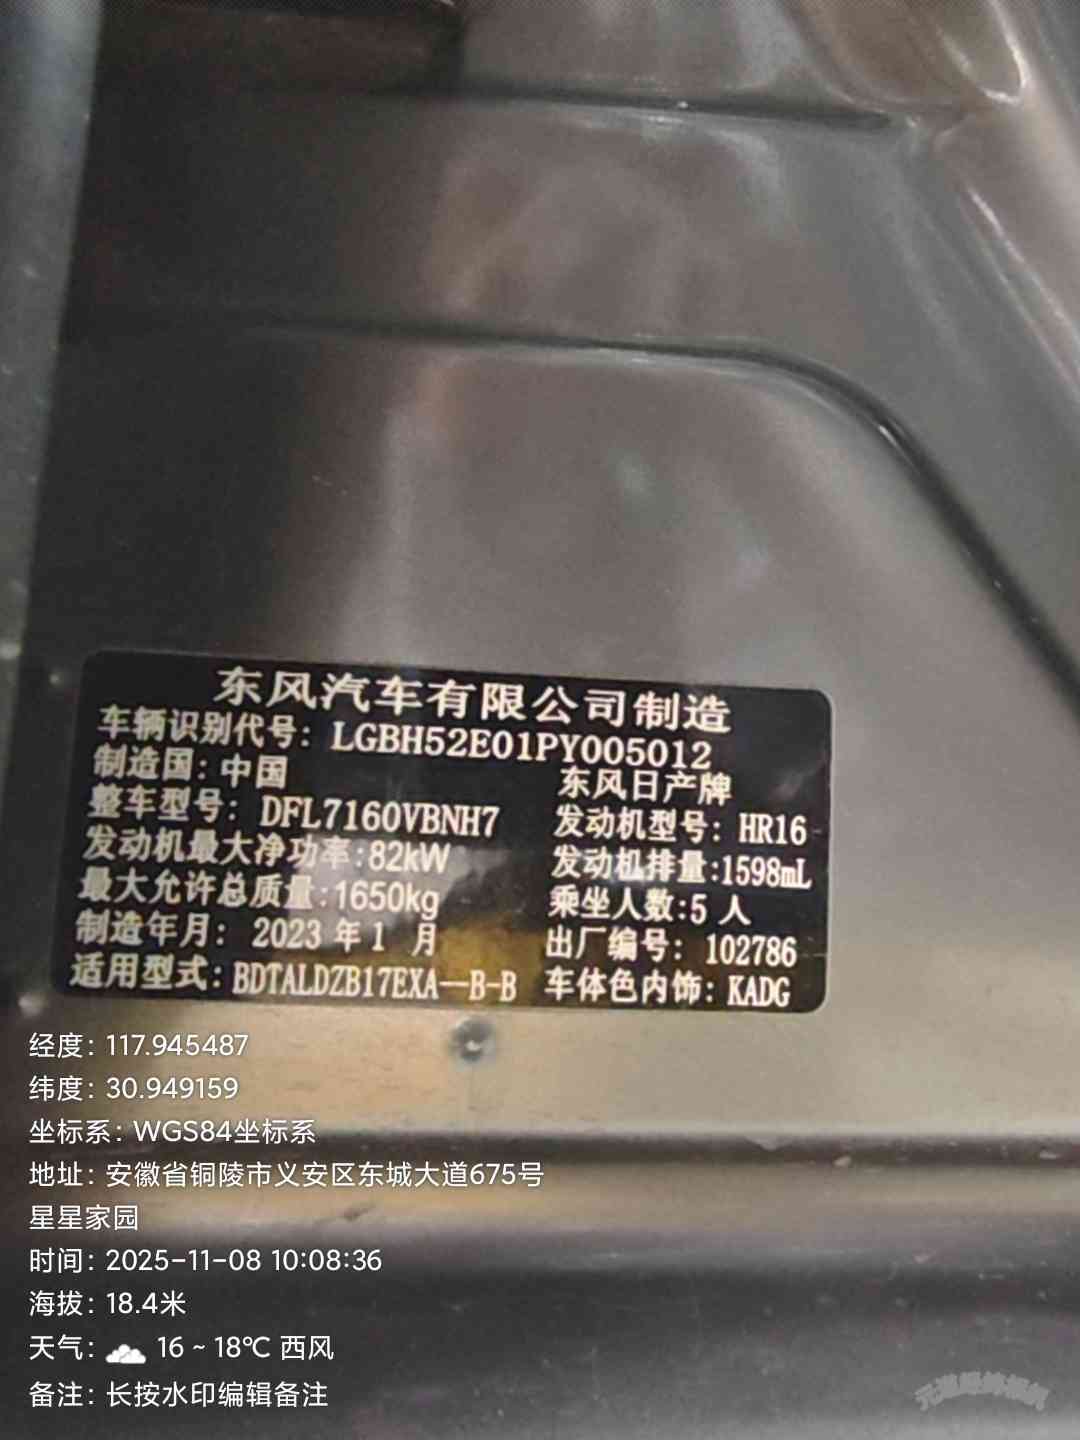 东风汽车有限公司制造
车辆识别代号：LGBH52E01PY005012
制造国：中国 东风日产牌
整车型号：DFL7160VBNH7 发动机型号：HR16
发动机最大净功率：82kW 发动机排量：1598mL
最大允许总质量：1650kg 乘坐人数：5 人
制造年月：2023 年 1 月 出厂编号：102786
适用型式：BDTALDZB17EXA—B-B 车体色内饰：KADG
经度：117.945487
纬度：30.949159
坐标系：WGS84坐标系
地址：安徽省铜陵市义安区东城大道675号
星星家园
时间：2025-11-08 10:08:36
海拔：18.4米
天气： 16 ~ 18℃ 西风
备注：长按水印编辑备注